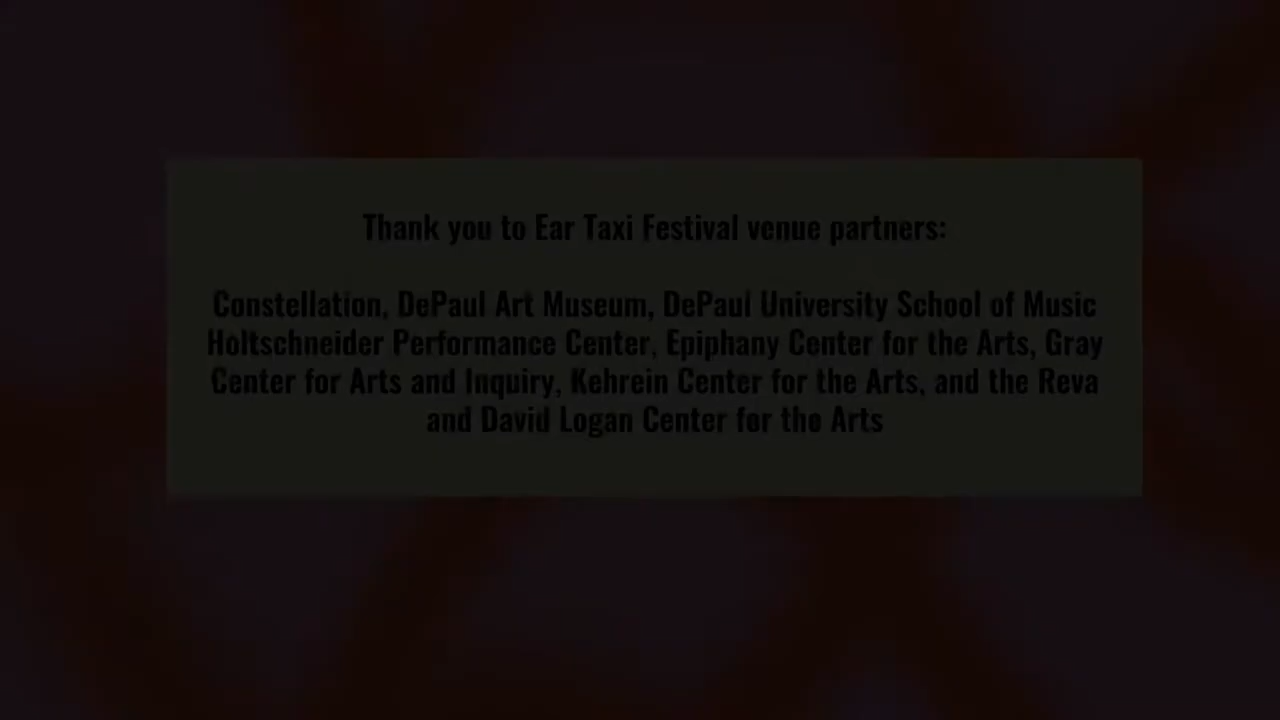 Thank you to Ear Taxi Festival venue partners:
Constellation, DePaul Art Museum, DePaul University School of Music
Holtschneider Performance Center, Epiphany Center for the Arts, Gray
Center for Arts and Inquiry, Kehrein Center for the Arts, and the Reva
and David Logan Center for the Arts